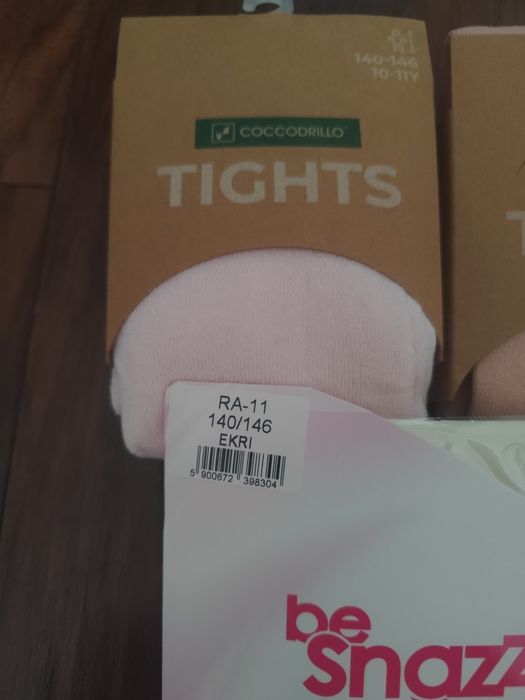 140-146
10-11Y
COCCODRILLO
TIGHTS
RA-11
140/146
EKRI
5 900672 398304
be
Snazz